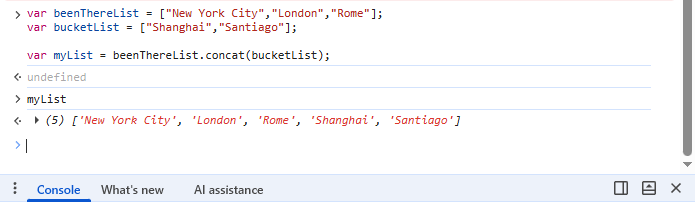 var beenThereList = ["New York City","London","Rome"];
var bucketList = ["Shanghai","Santiago"];
var myList = beenThereList.concat(bucketList);
undefined
myList
(5) ['New York City', 'London', 'Rome', 'Shanghai', 'Santiago']
Console What's new AI assistance